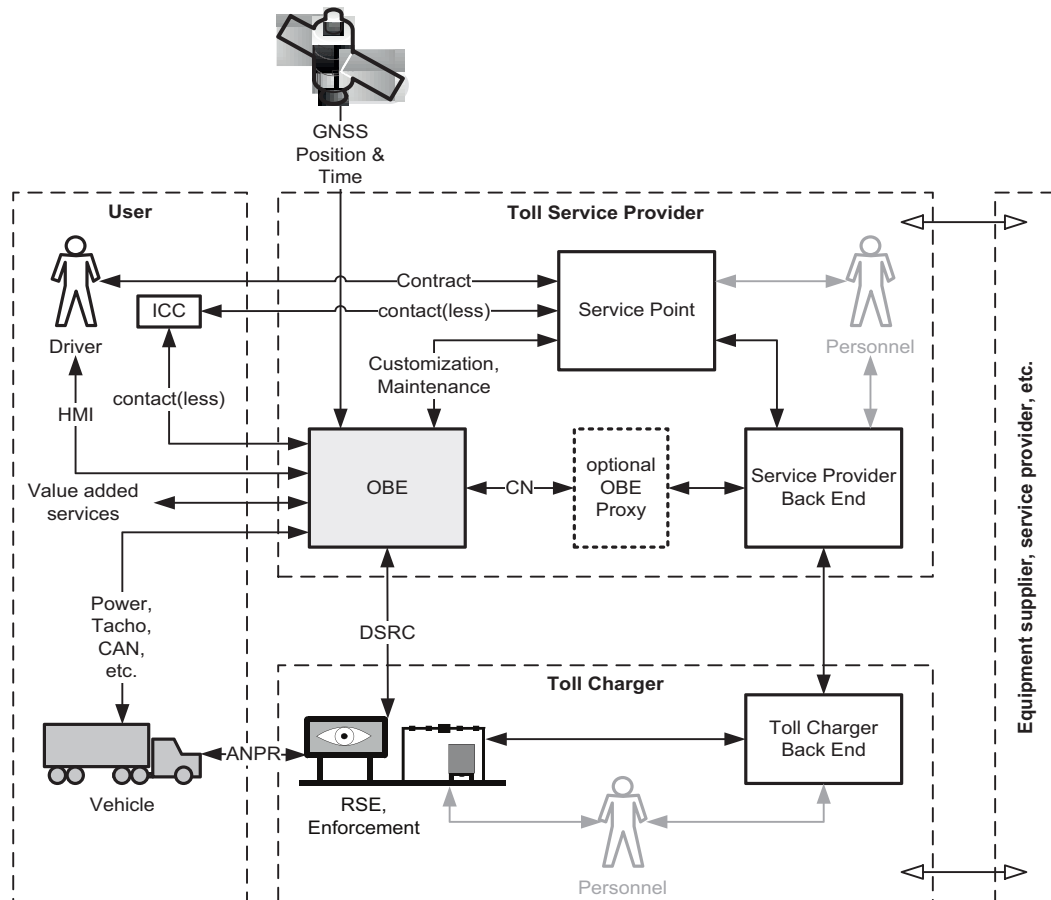 GNSS
Position &
Time
User
Toll Service Provider
Contract
ICC
contact(less)
Service Point
Driver
Personnel
Customization,
Maintenance
contact(less)
HMI
Value added
services
OBE
CN
optional
OBE
Proxy
Service Provider
Back End
Equipment supplier, service provider, etc.
Power,
Tacho,
CAN,
etc.
DSRC
Toll Charger
Toll Charger
Back End
ANPR
Vehicle
RSE,
Enforcement
Personnel